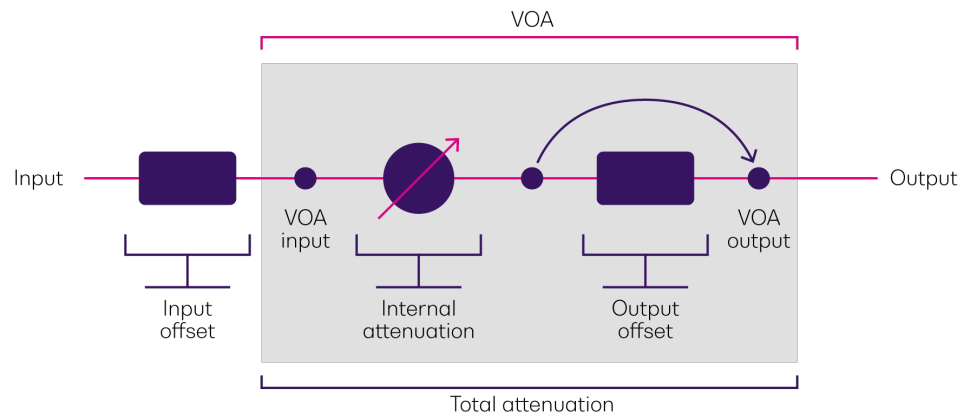 VOA
Input
Output
VOA
input
VOA
output
Input
offset
Internal
attenuation
Output
offset
Total attenuation